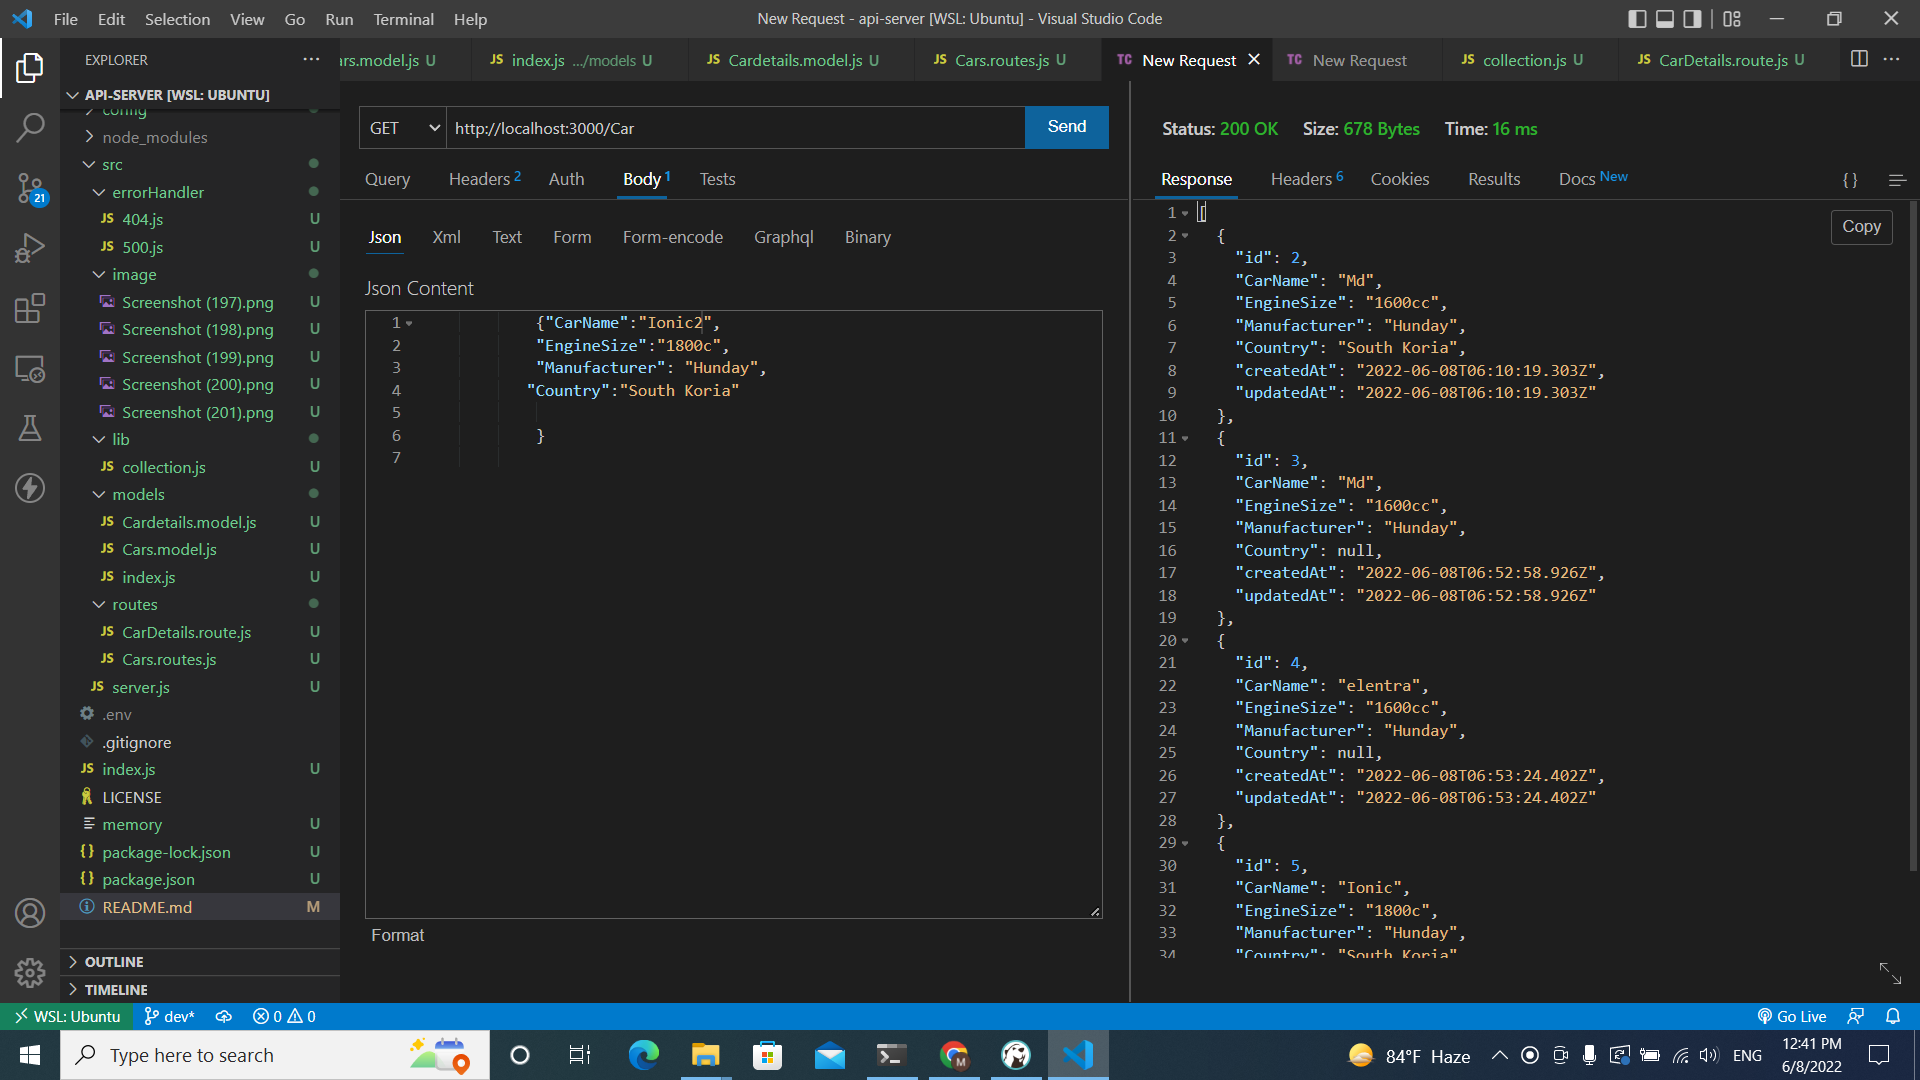 File Edit Selection View Go Run Terminal Help
New Request - api-server [WSL: Ubuntu] - Visual Studio Code
EXPLORER
ars.model.js U
JS index.js .../models U
JS Cardetails.model.js U
JS Cars.routes.js U
TC New Request
TC New Request
JS collection.js U
JS CarDetails.route.js U
API-SERVER [WSL: UBUNTU]
config
node_modules
src
errorHandler
JS 404.js U
JS 500.js U
image
Screenshot (197).png U
Screenshot (198).png U
Screenshot (199).png U
Screenshot (200).png U
Screenshot (201).png U
lib
JS collection.js U
models
JS Cardetails.model.js U
JS Cars.model.js U
JS index.js U
routes
JS CarDetails.route.js U
JS Cars.routes.js U
JS server.js U
.env
.gitignore
JS index.js U
LICENSE
memory U
{} package-lock.json U
{} package.json U
README.md M
OUTLINE
TIMELINE
21
GET http://localhost:3000/Car Send
Query Headers 2 Auth Body 1 Tests
Json Xml Text Form Form-encode Graphql Binary
Json Content
1 {"CarName":"Ionic2",
2 "EngineSize":"1800c",
3 "Manufacturer": "Hunday",
4 "Country":"South Koria"
5
6 }
7
Format
Status: 200 OK Size: 678 Bytes Time: 16 ms
Response Headers 6 Cookies Results Docs New {}
Copy
1 [
2 {
3 "id": 2,
4 "CarName": "Md",
5 "EngineSize": "1600cc",
6 "Manufacturer": "Hunday",
7 "Country": "South Koria",
8 "createdAt": "2022-06-08T06:10:19.303Z",
9 "updatedAt": "2022-06-08T06:10:19.303Z"
10 },
11 {
12 "id": 3,
13 "CarName": "Md",
14 "EngineSize": "1600cc",
15 "Manufacturer": "Hunday",
16 "Country": null,
17 "createdAt": "2022-06-08T06:52:58.926Z",
18 "updatedAt": "2022-06-08T06:52:58.926Z"
19 },
20 {
21 "id": 4,
22 "CarName": "elentra",
23 "EngineSize": "1600cc",
24 "Manufacturer": "Hunday",
25 "Country": null,
26 "createdAt": "2022-06-08T06:53:24.402Z",
27 "updatedAt": "2022-06-08T06:53:24.402Z"
28 },
29 {
30 "id": 5,
31 "CarName": "Ionic",
32 "EngineSize": "1800c",
33 "Manufacturer": "Hunday",
34 "Country": "South Koria"
WSL: Ubuntu dev* 0 0 Go Live
Type here to search
84°F Haze ENG
12:41 PM
6/8/2022